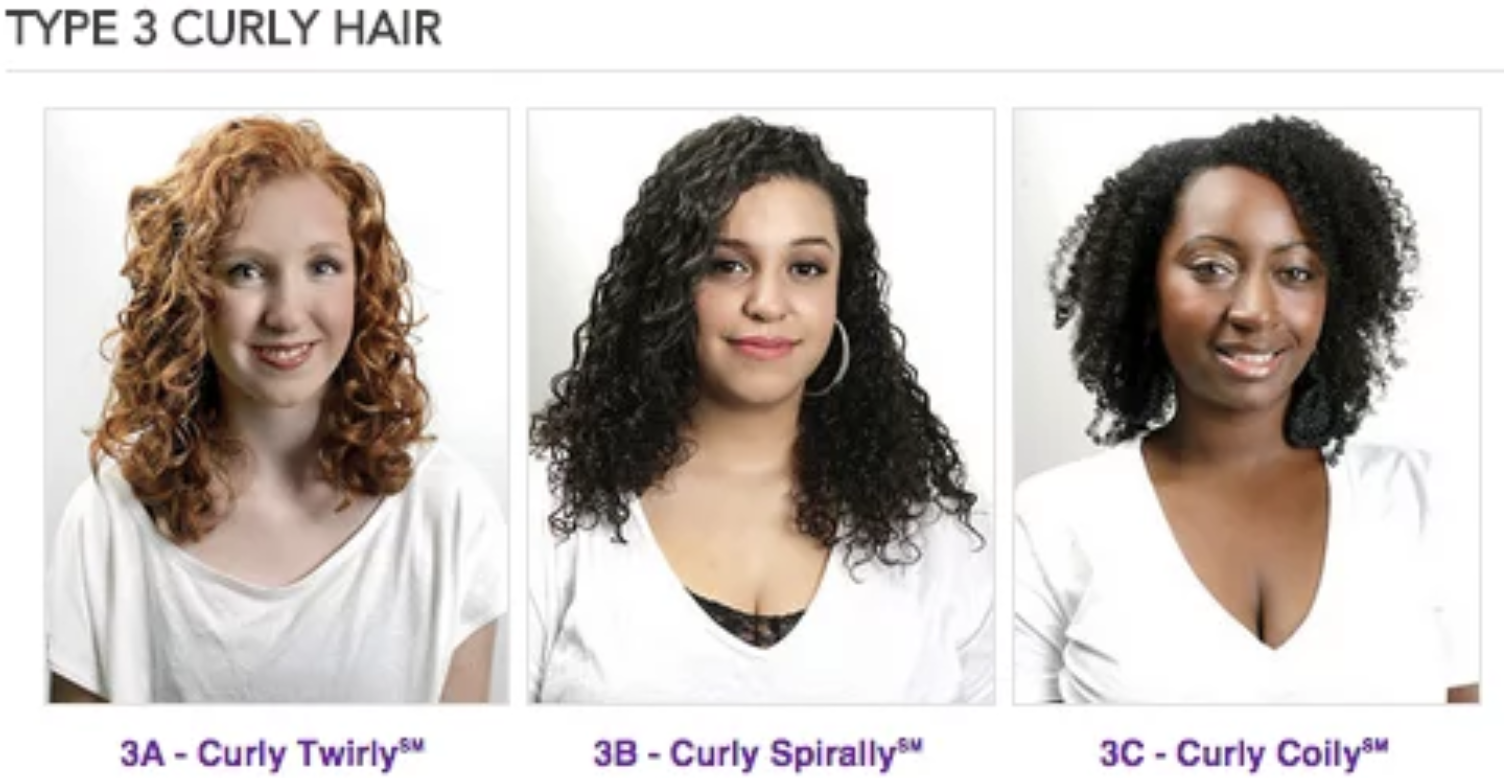 TYPE 3 CURLY HAIR
3A - Curly Twirly℠
3B - Curly Spirally℠
3C - Curly Coily℠